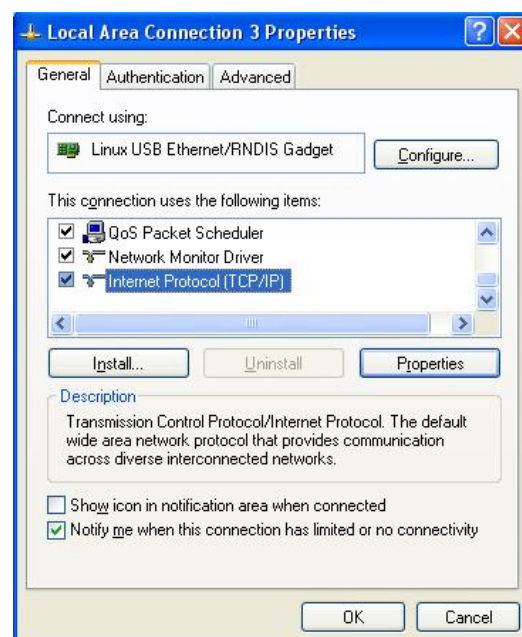 Local Area Connection 3 Properties
General Authentication Advanced
Connect using:
Linux USB Ethernet/RNDIS Gadget Configure...
This connection uses the following items:
QoS Packet Scheduler
Network Monitor Driver
Internet Protocol (TCP/IP)
Install... Uninstall Properties
Description
Transmission Control Protocol/Internet Protocol. The default
wide area network protocol that provides communication
across diverse interconnected networks.
Show icon in notification area when connected
Notify me when this connection has limited or no connectivity
OK Cancel